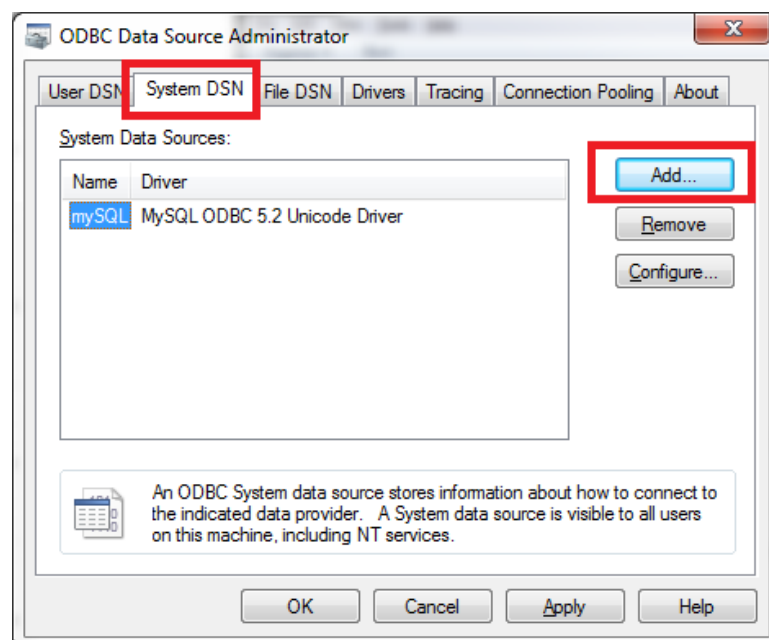 ODBC Data Source Administrator
X
User DSN System DSN File DSN Drivers Tracing Connection Pooling About
System Data Sources:
Name Driver
mySQL MySQL ODBC 5.2 Unicode Driver
Add...
Remove
Configure...
An ODBC System data source stores information about how to connect to
the indicated data provider. A System data source is visible to all users
on this machine, including NT services.
OK Cancel Apply Help